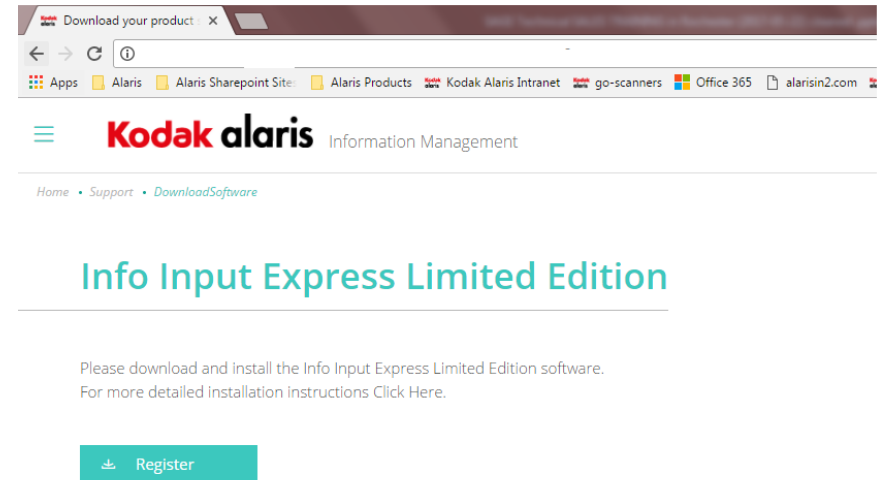 Download your product s
Apps Alaris Alaris Sharepoint Site Alaris Products Kodak Alaris Intranet go-scanners Office 365 alarisin2.com
Kodak alaris Information Management
Home • Support • DownloadSoftware
Info Input Express Limited Edition
Please download and install the Info Input Express Limited Edition software.
For more detailed installation instructions Click Here.
Register